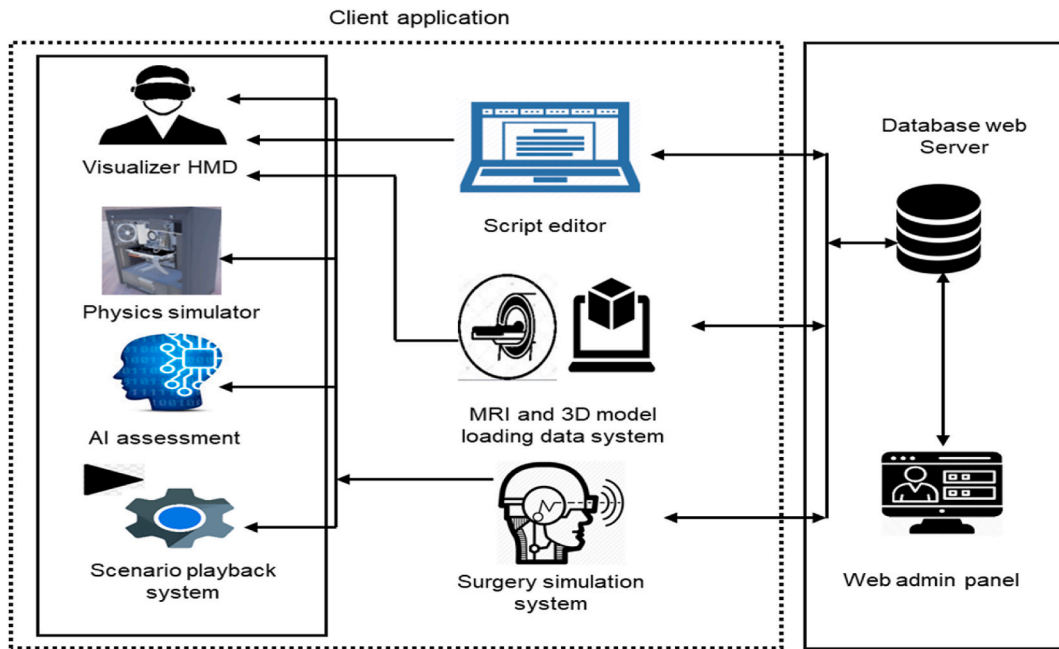 Client application
Visualizer HMD
Physics simulator
AI assessment
Scenario playback
system
Script editor
MRI and 3D model
loading data system
Surgery simulation
system
Database web
Server
Web admin panel